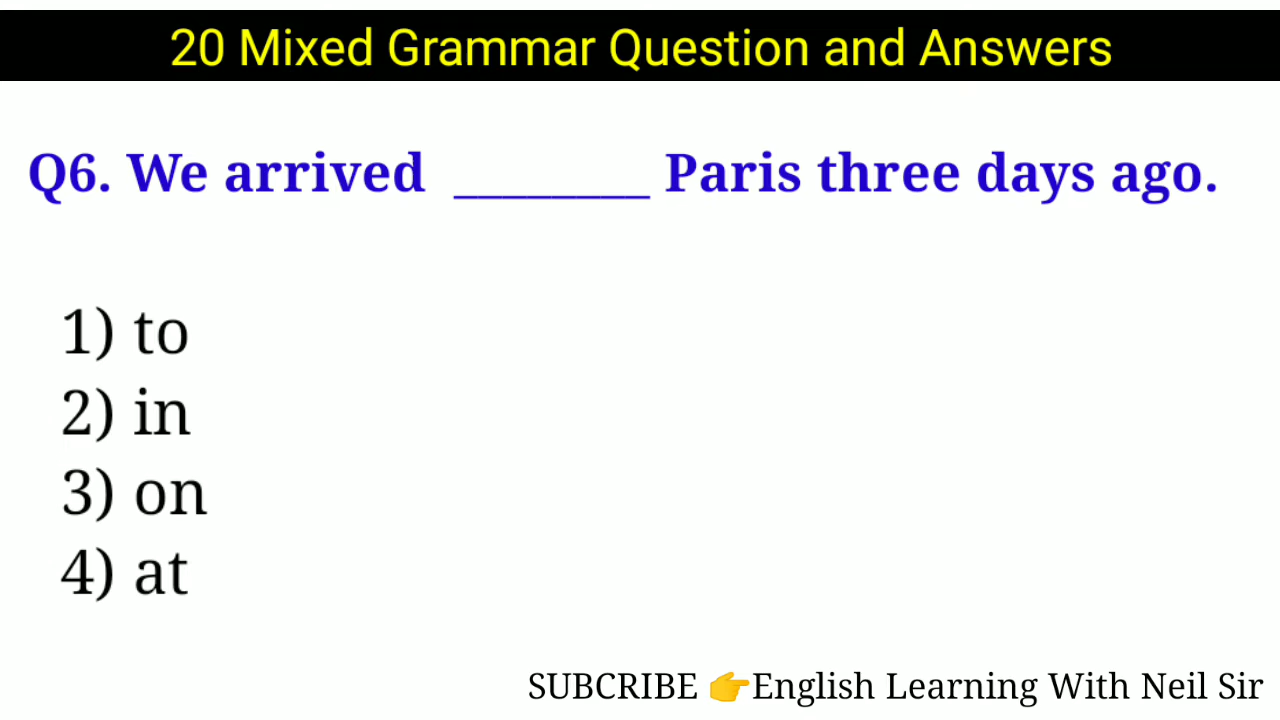 20 Mixed Grammar Question and Answers
Q6. We arrived ________ Paris three days ago.
1) to
2) in
3) on
4) at
SUBCRIBE 👉English Learning With Neil Sir